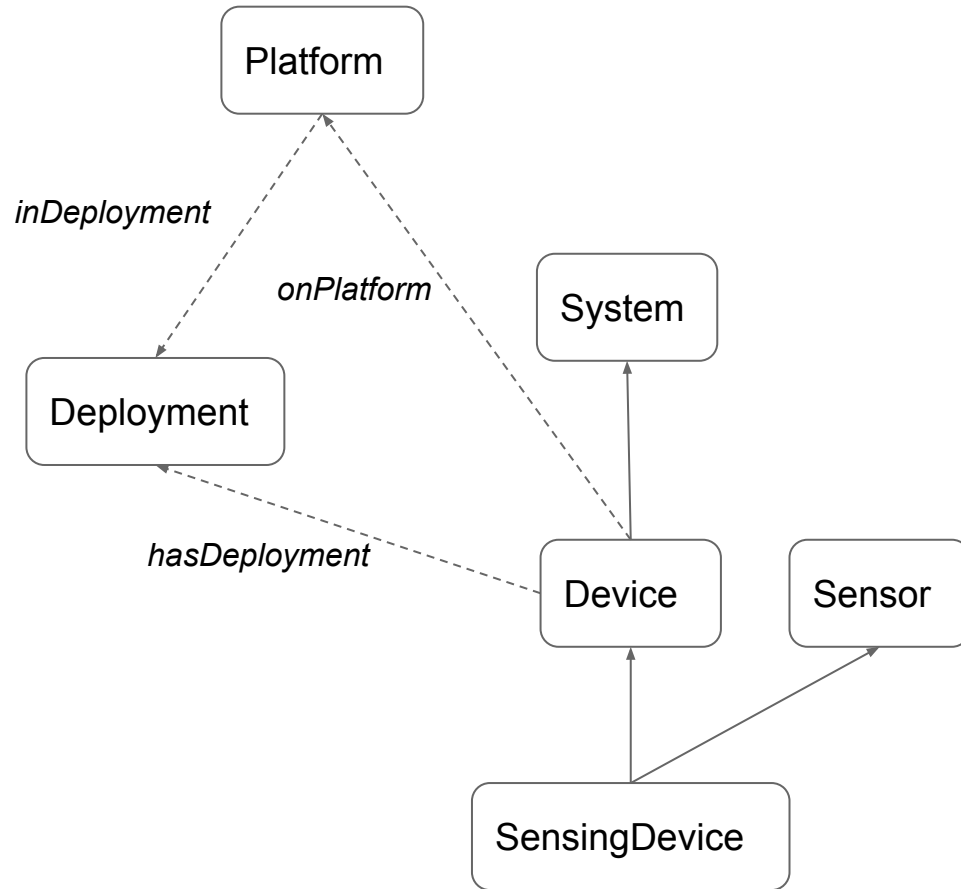 Platform
inDeployment
onPlatform
System
Deployment
hasDeployment
Device
Sensor
SensingDevice